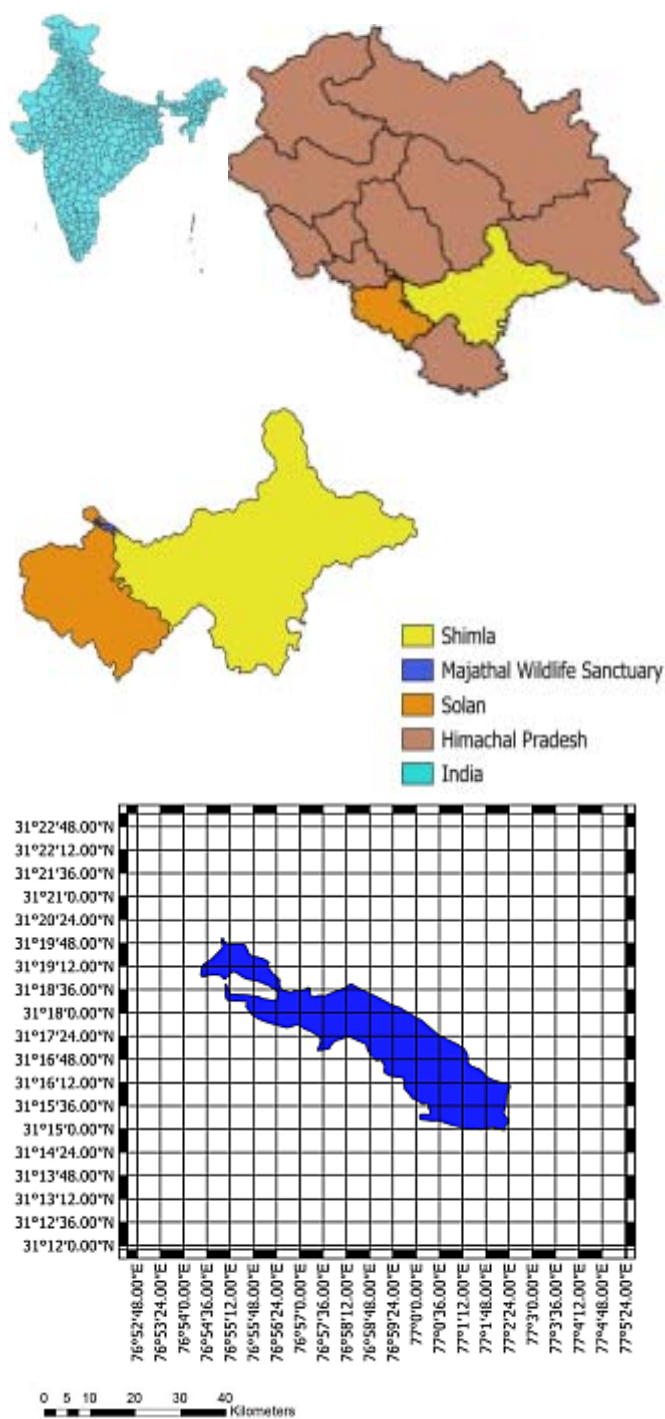 Shimla
Majathal Wildlife Sanctuary
Solan
Himachal Pradesh
India
31°22'48.00"N
31°22'12.00"N
31°21'36.00"N
31°21'0.00"N
31°20'24.00"N
31°19'48.00"N
31°19'12.00"N
31°18'36.00"N
31°18'0.00"N
31°17'24.00"N
31°16'48.00"N
31°16'12.00"N
31°15'36.00"N
31°15'0.00"N
31°14'24.00"N
31°13'48.00"N
31°13'12.00"N
31°12'36.00"N
31°12'0.00"N
76°52'48.00"E
76°53'24.00"E
76°54'0.00"E
76°54'36.00"E
76°55'12.00"E
76°55'48.00"E
76°56'24.00"E
76°57'0.00"E
76°57'36.00"E
76°58'12.00"E
76°58'48.00"E
76°59'24.00"E
77°0'0.00"E
77°0'36.00"E
77°1'12.00"E
77°1'48.00"E
77°2'24.00"E
77°3'0.00"E
77°3'36.00"E
77°4'12.00"E
77°4'48.00"E
77°5'24.00"E
0 5 10 20 30 40
Kilometers